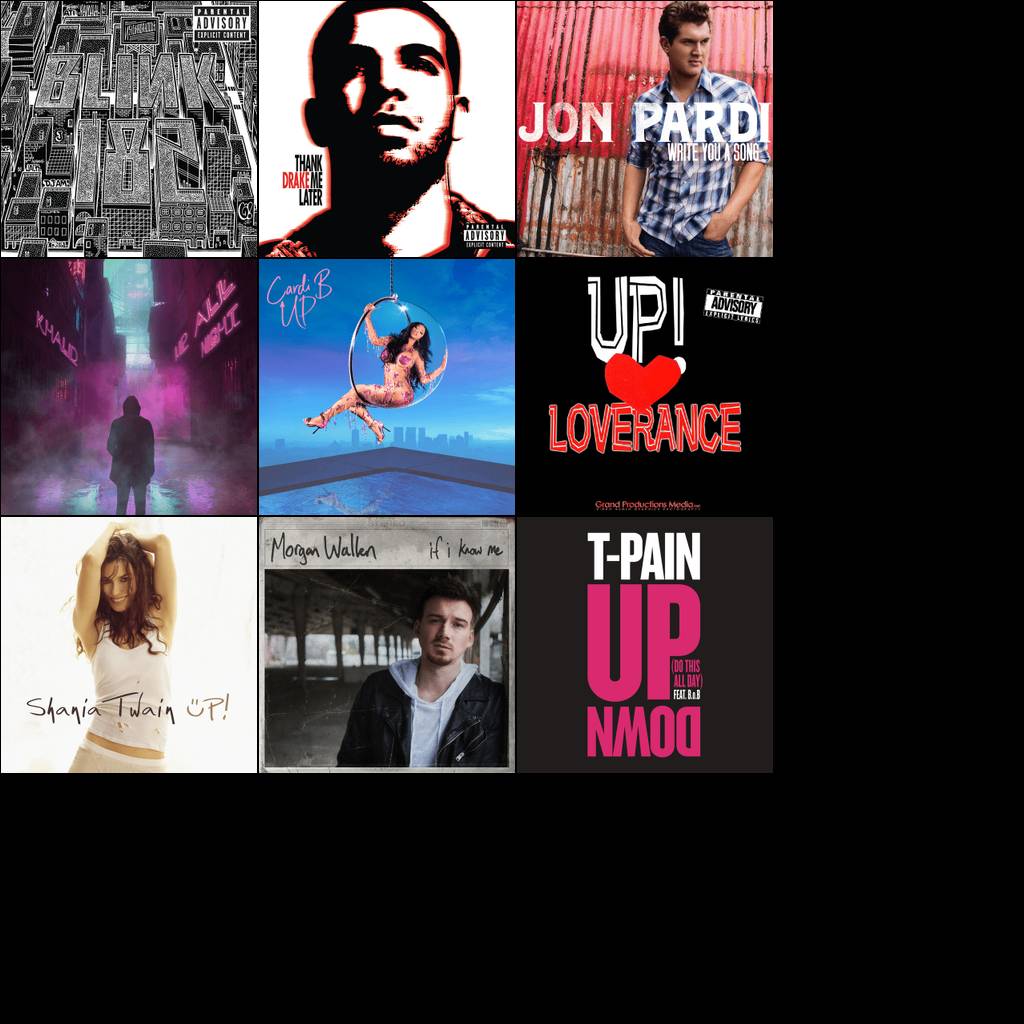 PARENTAL
ADVISORY
EXPLICIT CONTENT
BLINK
182
THANK
DRAKE ME
LATER
PARENTAL
ADVISORY
EXPLICIT CONTENT
JON PARDI
WRITE YOU A SONG
KHALID
UP ALL
NIGHT
Cardi B
UP
UP!
PARENTAL
ADVISORY
EXPLICIT LYRICS
LOVERANCE
Grand Productions Media
Shania Twain UP!
Morgan Wallen
if i know me
T-PAIN
UP
(DO THIS
ALL DAY)
FEAT. B.o.B
DOWN